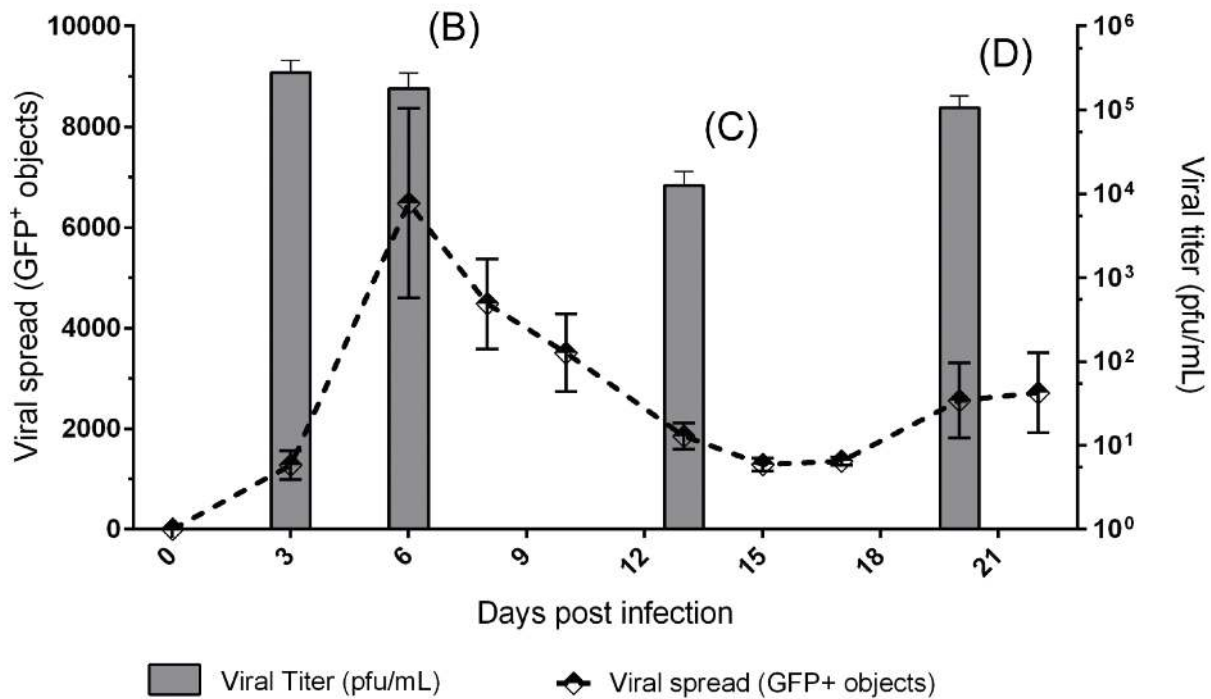 10000
8000
6000
4000
2000
0
Viral spread (GFP⁺ objects)
(B)
(C)
(D)
10⁶
10⁵
10⁴
10³
10²
10¹
10⁰
Viral titer (pfu/mL)
0 3 6 9 12 15 18 21
Days post infection
Viral Titer (pfu/mL) Viral spread (GFP+ objects)